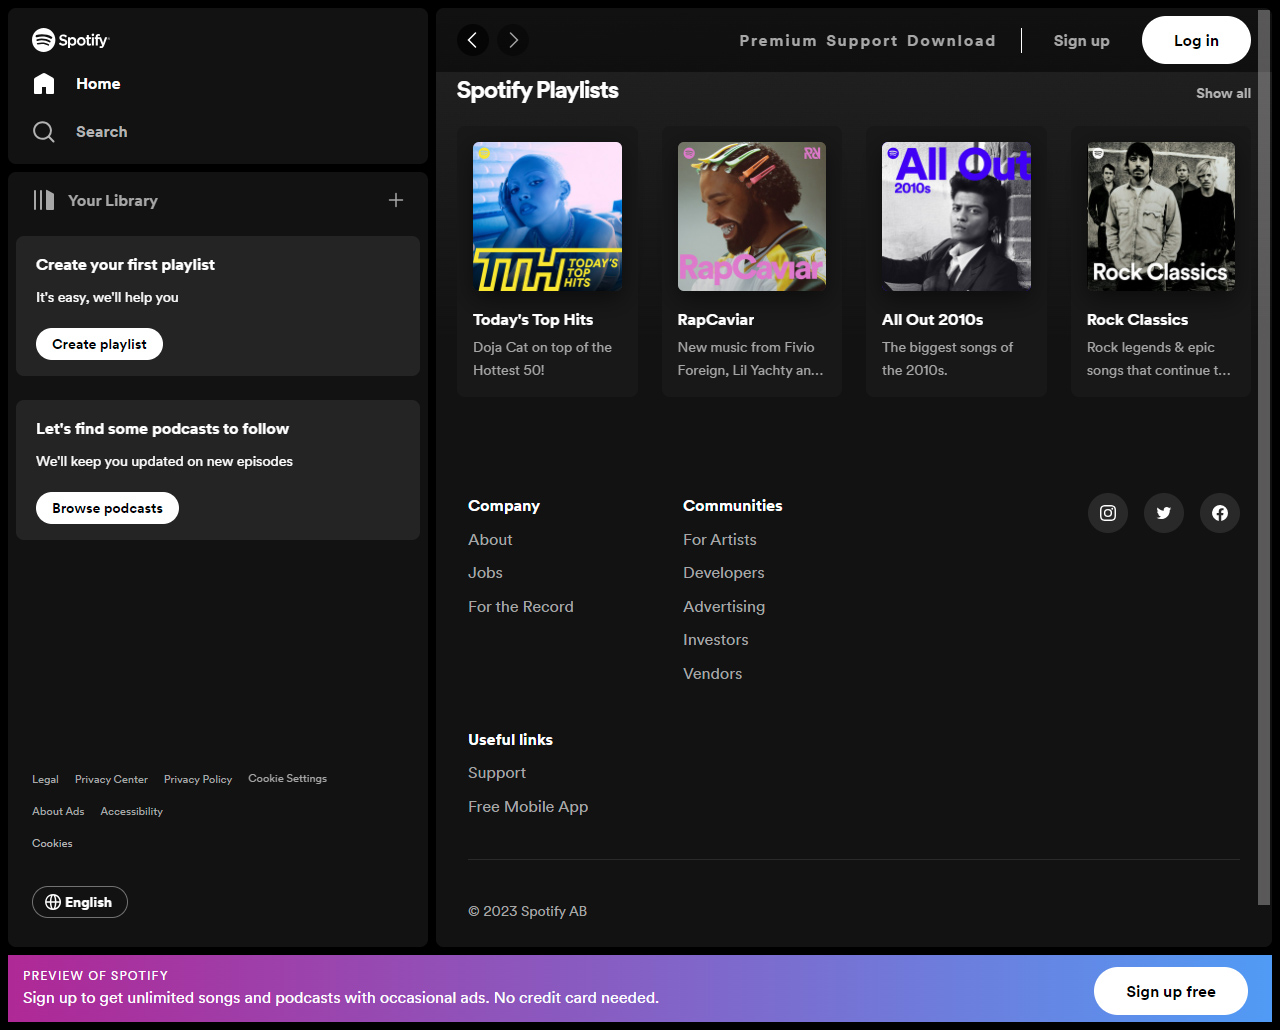 Spotify
Home
Search
Your Library
Create your first playlist
It's easy, we'll help you
Create playlist
Let's find some podcasts to follow
We'll keep you updated on new episodes
Browse podcasts
Legal Privacy Center Privacy Policy Cookie Settings
About Ads Accessibility
Cookies
English
Premium Support Download Sign up Log in
Spotify Playlists Show all
TTH TODAY'S
TOP
HITS
Today's Top Hits
Doja Cat on top of the
Hottest 50!
RapCaviar
RapCaviar
New music from Fivio
Foreign, Lil Yachty an...
All Out
2010s
All Out 2010s
The biggest songs of
the 2010s.
Rock Classics
Rock Classics
Rock legends & epic
songs that continue t...
Company
About
Jobs
For the Record
Communities
For Artists
Developers
Advertising
Investors
Vendors
Useful links
Support
Free Mobile App
© 2023 Spotify AB
PREVIEW OF SPOTIFY
Sign up to get unlimited songs and podcasts with occasional ads. No credit card needed.
Sign up free